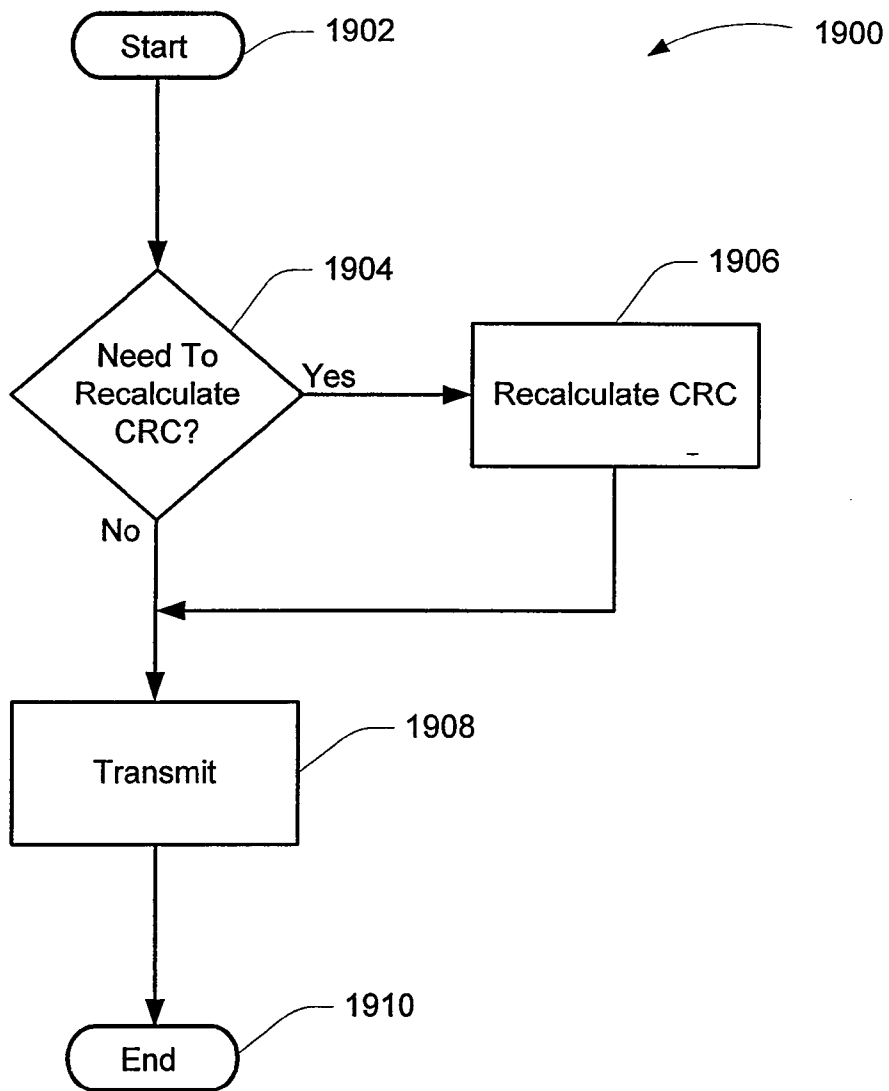 Start
1902
1900
1904
Need To
Recalculate
CRC?
Yes
1906
Recalculate CRC
No
1908
Transmit
1910
End